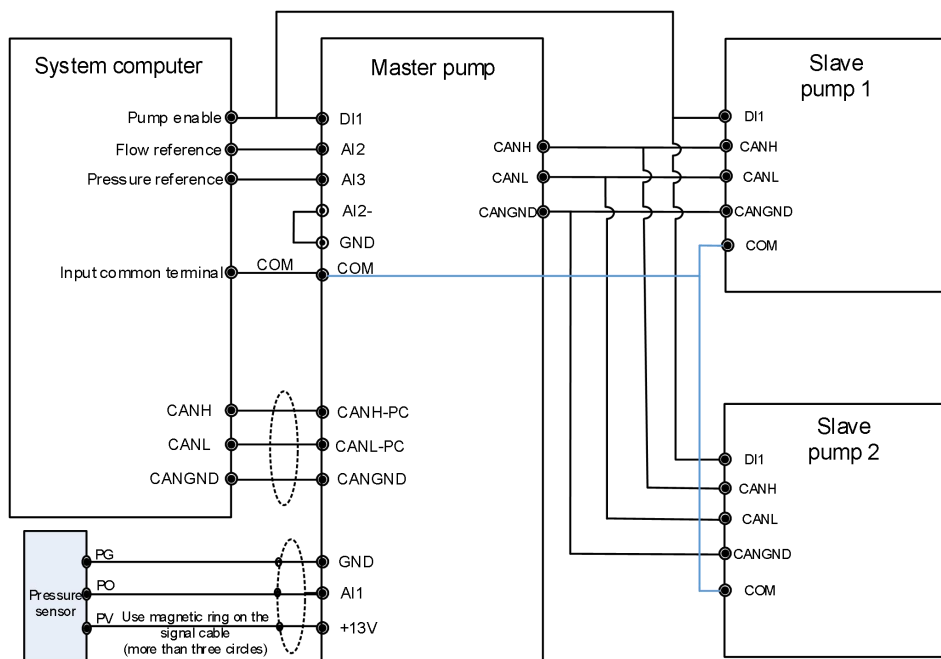 System computer
Pump enable
Flow reference
Pressure reference
Input common terminal
CANH
CANL
CANGND
COM
Master pump
DI1
AI2
AI3
AI2-
GND
COM
CANH-PC
CANL-PC
CANGND
GND
AI1
+13V
CANH
CANL
CANGND
Slave
pump 1
DI1
CANH
CANL
CANGND
COM
Slave
pump 2
DI1
CANH
CANL
CANGND
COM
Pressure
sensor
PG
PO
PV
Use magnetic ring on the
signal cable
(more than three circles)